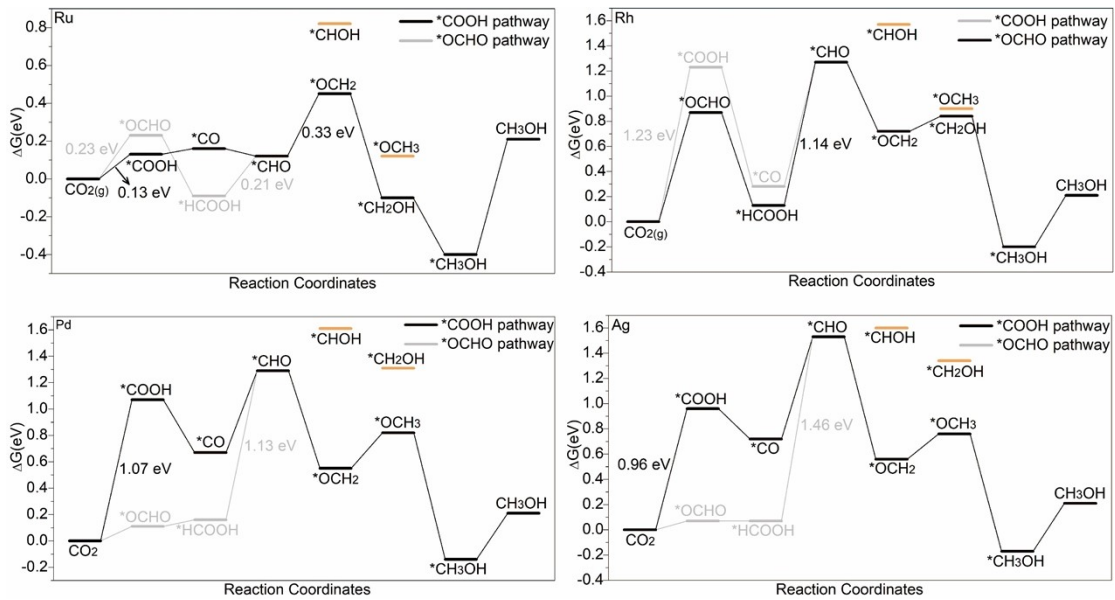 Ru
*COOH pathway
*OCHO pathway
0.8
0.6
0.4
0.2
0.0
-0.2
-0.4
ΔG(eV)
*CHOH
*OCH2
*OCHO
*CO
*COOH
*CHO
0.23 eV
0.33 eV
0.21 eV
0.13 eV
CO2(g)
*HCOOH
*OCH3
*CH2OH
*CH3OH
CH3OH
Reaction Coordinates
Rh
*COOH pathway
*OCHO pathway
1.6
1.4
1.2
1.0
0.8
0.6
0.4
0.2
0.0
-0.2
-0.4
ΔG(eV)
*CHOH
*COOH
*CHO
*OCHO
1.23 eV
1.14 eV
*CO
*HCOOH
CO2(g)
*OCH2
*OCH3
*CH2OH
*CH3OH
CH3OH
Reaction Coordinates
Pd
*COOH pathway
*OCHO pathway
1.6
1.4
1.2
1.0
0.8
0.6
0.4
0.2
0.0
-0.2
ΔG(eV)
*CHOH
*CHO
*CH2OH
*COOH
*CO
1.07 eV
1.13 eV
*OCH2
*OCH3
*OCHO
*HCOOH
CO2
*CH3OH
CH3OH
Reaction Coordinates
Ag
*COOH pathway
*OCHO pathway
1.6
1.4
1.2
1.0
0.8
0.6
0.4
0.2
0.0
-0.2
-0.4
ΔG(eV)
*CHO
*CHOH
*CH2OH
*COOH
*CO
0.96 eV
1.46 eV
*OCH2
*OCH3
*OCHO
*HCOOH
CO2
*CH3OH
CH3OH
Reaction Coordinates